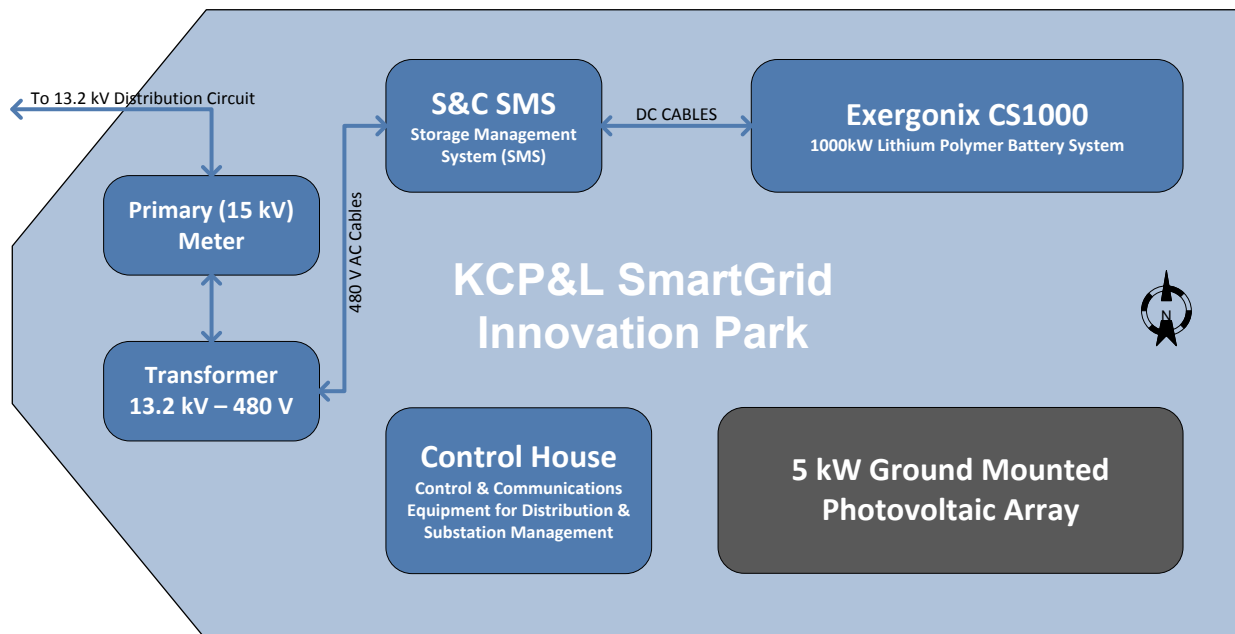 To 13.2 kV Distribution Circuit
S&C SMS
Storage Management
System (SMS)
DC CABLES
Exergonix CS1000
1000kW Lithium Polymer Battery System
Primary (15 kV)
Meter
480 V AC Cables
KCP&L SmartGrid
Innovation Park
N
Transformer
13.2 kV – 480 V
Control House
Control & Communications
Equipment for Distribution &
Substation Management
5 kW Ground Mounted
Photovoltaic Array